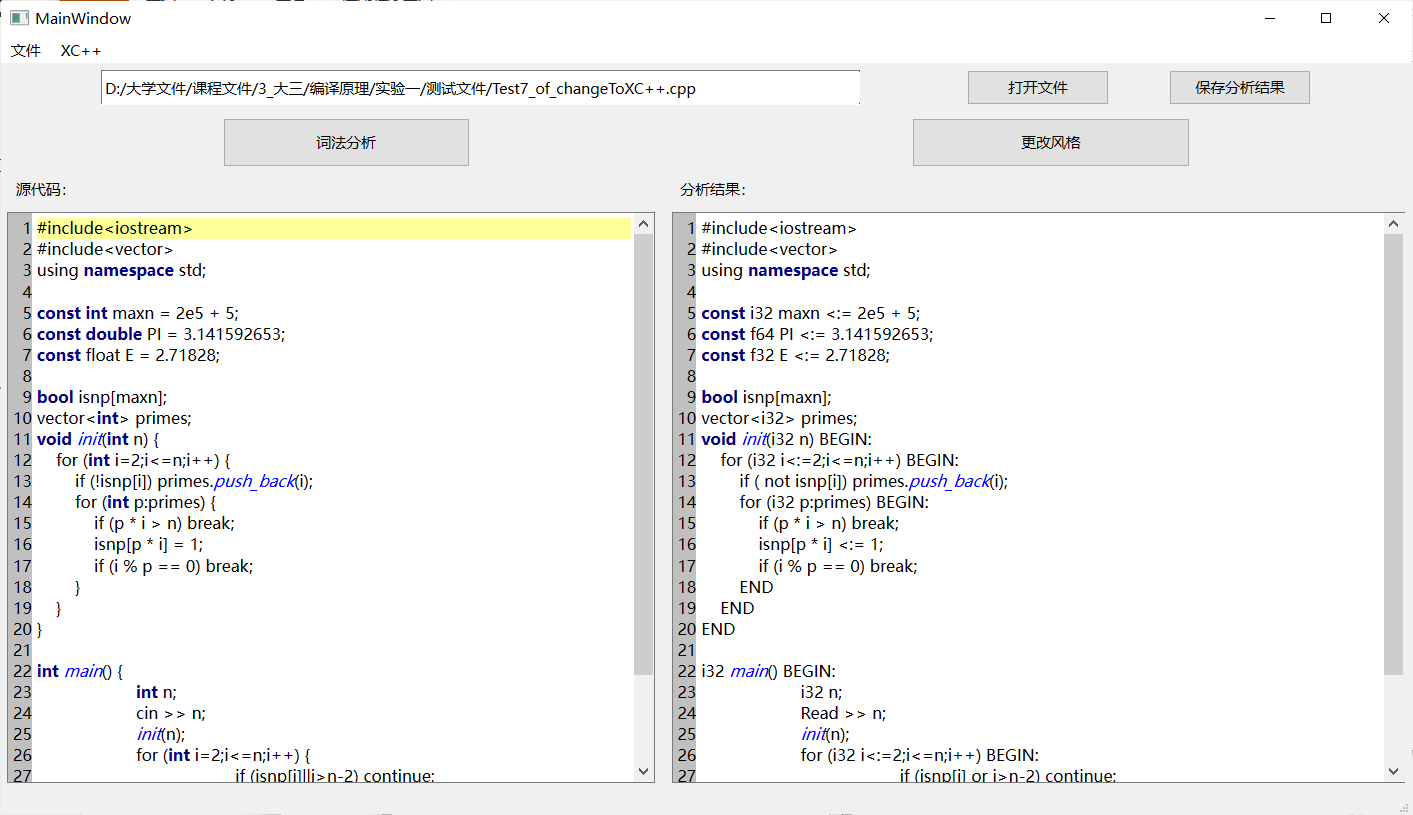 MainWindow
文件 XC++
D:/大学文件/课程文件/3_大三/编译原理/实验一/测试文件/Test7_of_changeToXC++.cpp 打开文件 保存分析结果
词法分析 更改风格
源代码: 分析结果:
1 #include<iostream>
2 #include<vector>
3 using namespace std;
4
5 const int maxn = 2e5 + 5;
6 const double PI = 3.141592653;
7 const float E = 2.71828;
8
9 bool isnp[maxn];
10 vector<int> primes;
11 void init(int n) {
12 for (int i=2;i<=n;i++) {
13 if (!isnp[i]) primes.push_back(i);
14 for (int p:primes) {
15 if (p * i > n) break;
16 isnp[p * i] = 1;
17 if (i % p == 0) break;
18 }
19 }
20 }
21
22 int main() {
23 int n;
24 cin >> n;
25 init(n);
26 for (int i=2;i<=n;i++) {
27 if (isnp[i]||i>n-2) continue;
1 #include<iostream>
2 #include<vector>
3 using namespace std;
4
5 const i32 maxn <:= 2e5 + 5;
6 const f64 PI <:= 3.141592653;
7 const f32 E <:= 2.71828;
8
9 bool isnp[maxn];
10 vector<i32> primes;
11 void init(i32 n) BEGIN:
12 for (i32 i<:=2;i<=n;i++) BEGIN:
13 if ( not isnp[i]) primes.push_back(i);
14 for (i32 p:primes) BEGIN:
15 if (p * i > n) break;
16 isnp[p * i] <:= 1;
17 if (i % p == 0) break;
18 END
19 END
20 END
21
22 i32 main() BEGIN:
23 i32 n;
24 Read >> n;
25 init(n);
26 for (i32 i<:=2;i<=n;i++) BEGIN:
27 if (isnp[i] or i>n-2) continue;